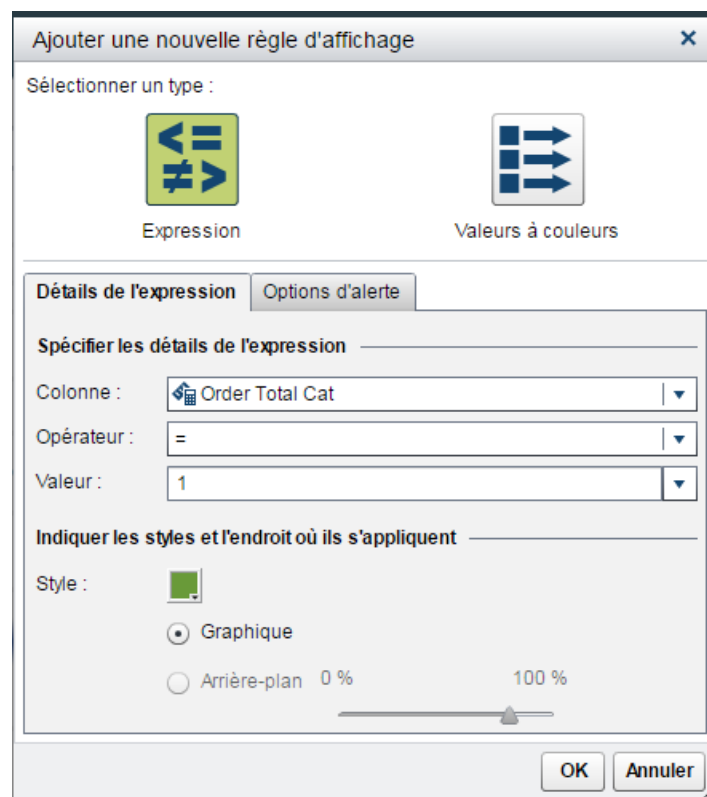 Ajouter une nouvelle règle d'affichage
Sélectionner un type :
Expression
Valeurs à couleurs
Détails de l'expression
Options d'alerte
Spécifier les détails de l'expression
Colonne :
Order Total Cat
Opérateur :
=
Valeur :
1
Indiquer les styles et l'endroit où ils s'appliquent
Style :
Graphique
Arrière-plan 0 % 100 %
OK Annuler